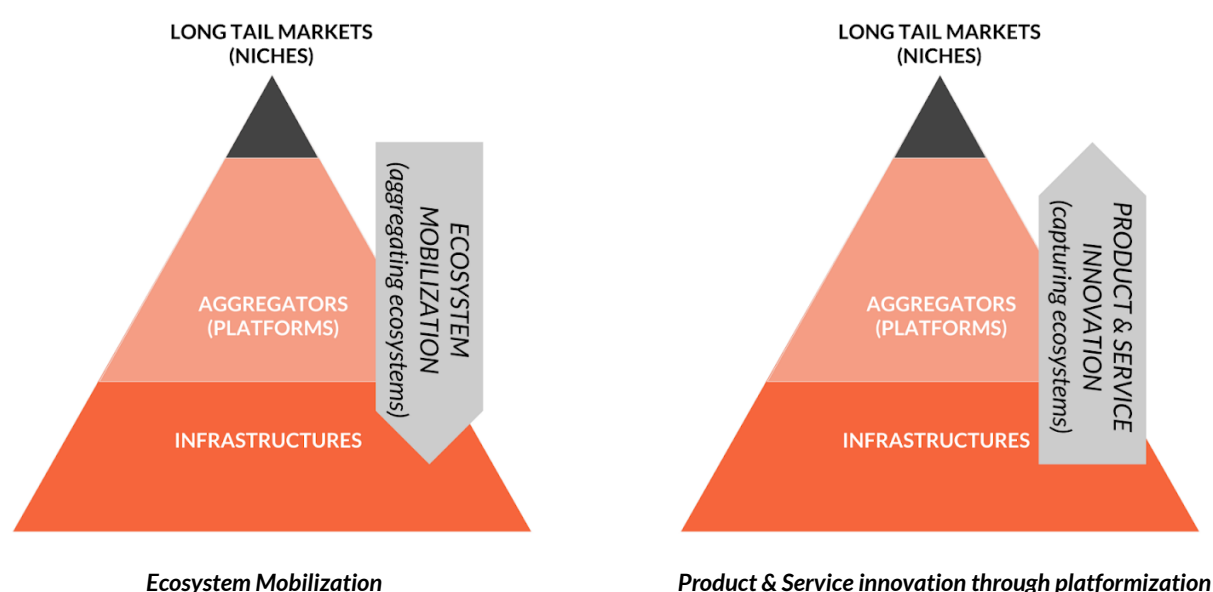 LONG TAIL MARKETS
(NICHES)
AGGREGATORS
(PLATFORMS)
INFRASTRUCTURES
ECOSYSTEM
MOBILIZATION
(aggregating ecosystems)
Ecosystem Mobilization
LONG TAIL MARKETS
(NICHES)
AGGREGATORS
(PLATFORMS)
INFRASTRUCTURES
PRODUCT & SERVICE
INNOVATION
(capturing ecosystems)
Product & Service innovation through platformization